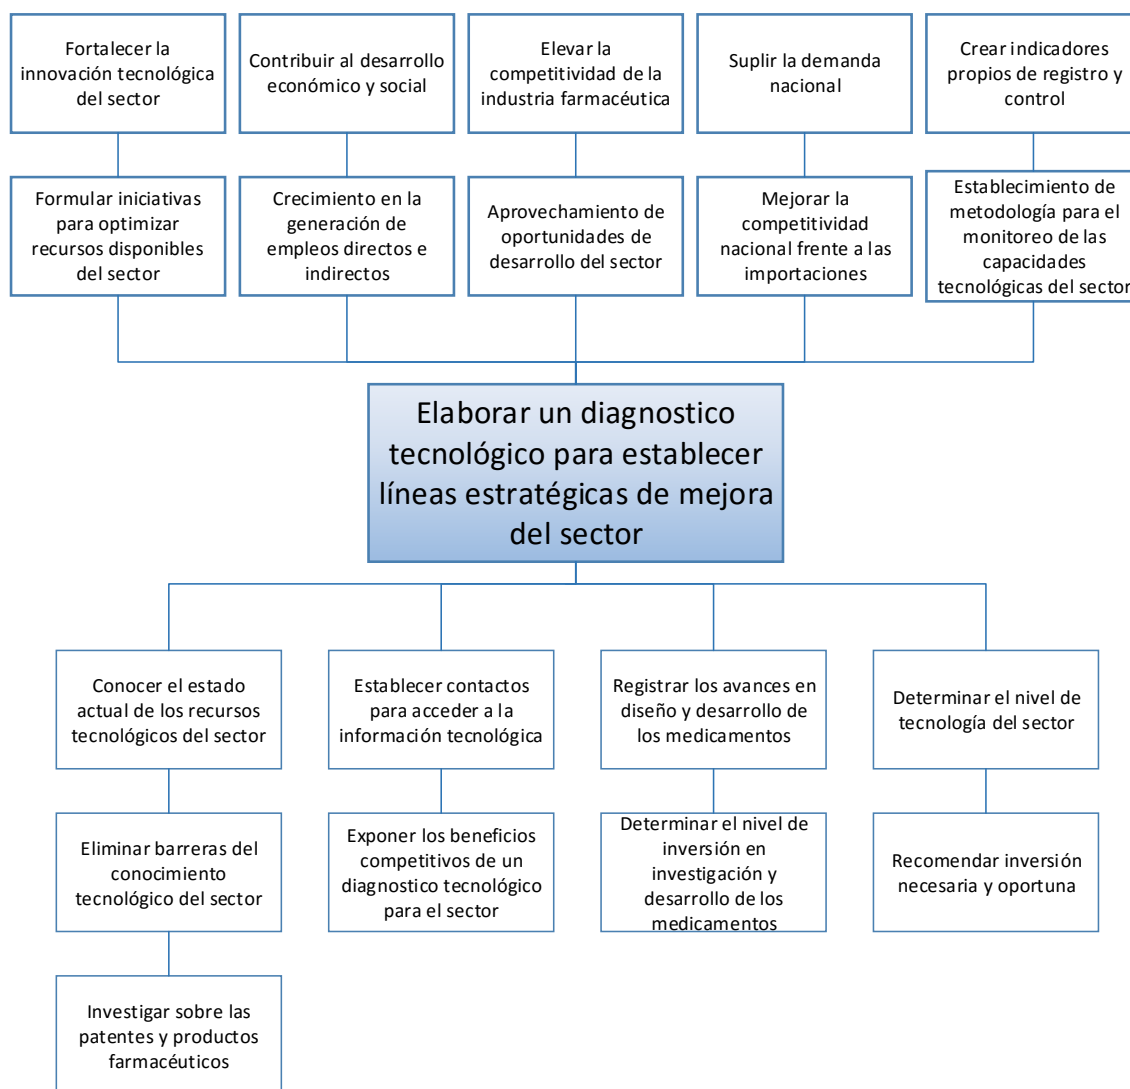 Fortalecer la
innovación tecnológica
del sector
Contribuir al desarrollo
económico y social
Elevar la
competitividad de la
industria farmacéutica
Suplir la demanda
nacional
Crear indicadores
propios de registro y
control
Formular iniciativas
para optimizar
recursos disponibles
del sector
Crecimiento en la
generación de
empleos directos e
indirectos
Aprovechamiento de
oportunidades de
desarrollo del sector
Mejorar la
competitividad
nacional frente a las
importaciones
Establecimiento de
metodología para el
monitoreo de las
capacidades
tecnológicas del sector
Elaborar un diagnostico
tecnológico para establecer
líneas estratégicas de mejora
del sector
Conocer el estado
actual de los recursos
tecnológicos del sector
Establecer contactos
para acceder a la
información tecnológica
Registrar los avances en
diseño y desarrollo de
los medicamentos
Determinar el nivel de
tecnología del sector
Eliminar barreras del
conocimiento
tecnológico del sector
Exponer los beneficios
competitivos de un
diagnostico tecnológico
para el sector
Determinar el nivel de
inversión en
investigación y
desarrollo de los
medicamentos
Recomendar inversión
necesaria y oportuna
Investigar sobre las
patentes y productos
farmacéuticos